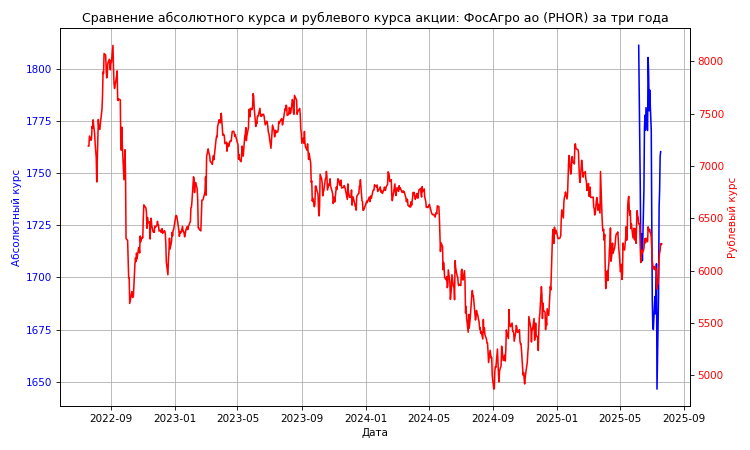 Сравнение абсолютного курса и рублевого курса акции: ФосАгро ао (PHOR) за три года
1800
1775
1750
1725
1700
1675
1650
Абсолютный курс
8000
7500
7000
6500
6000
5500
5000
Рублевый курс
2022-09 2023-01 2023-05 2023-09 2024-01 2024-05 2024-09 2025-01 2025-05 2025-09
Дата